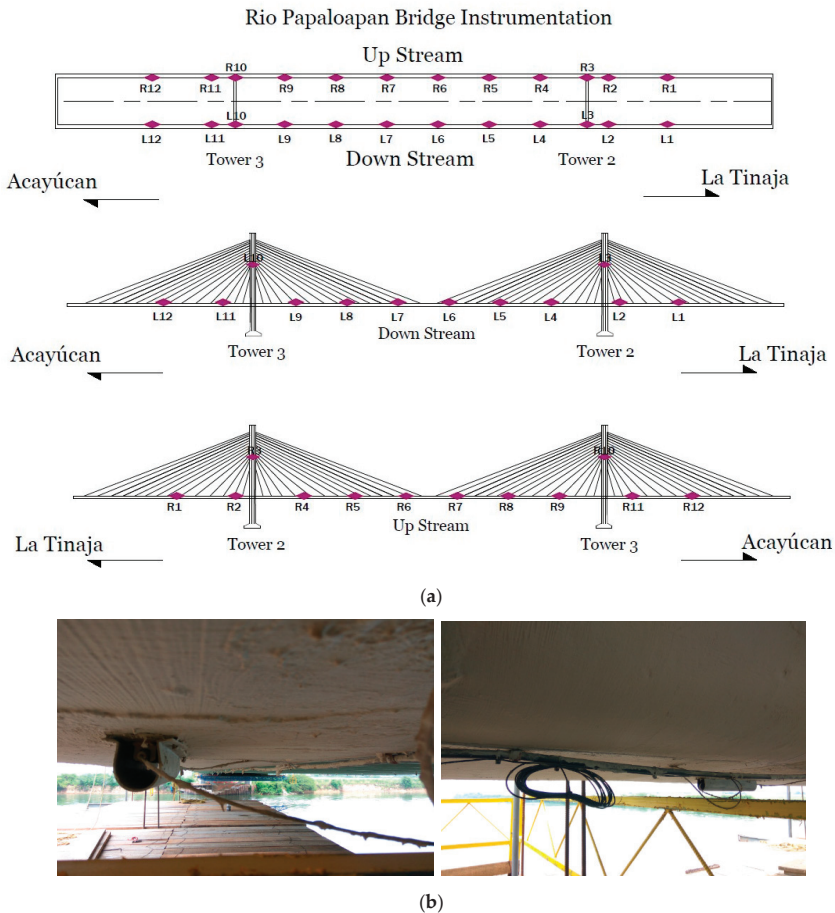 Rio Papaloapan Bridge Instrumentation
Up Stream
R10 R3
R12 R11 R9 R8 R7 R6 R5 R4 R2 R1
L10 L3
L12 L11 L9 L8 L7 L6 L5 L4 L2 L1
Tower 3 Down Stream Tower 2
Acayúcan La Tinaja
L10 L3
L12 L11 L9 L8 L7 L6 L5 L4 L2 L1
Down Stream
Tower 3 Tower 2
Acayúcan La Tinaja
R3 R10
R1 R2 R4 R5 R6 R7 R8 R9 R11 R12
Up Stream
La Tinaja Tower 2 Tower 3 Acayúcan
(a)
(b)